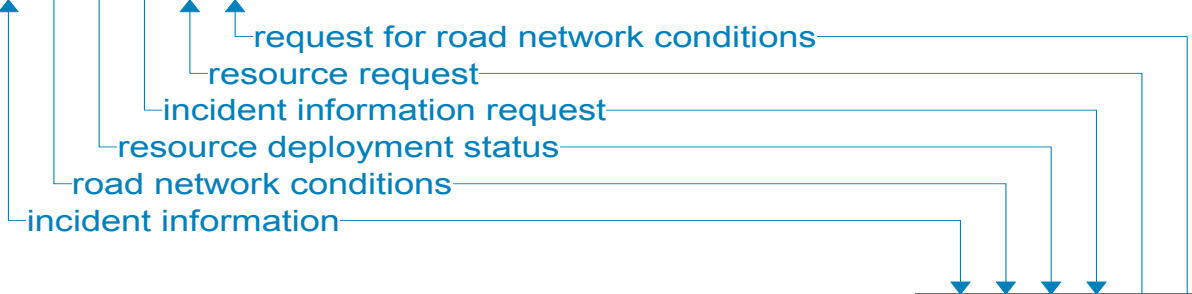 request for road network conditions
resource request
incident information request
resource deployment status
road network conditions
incident information